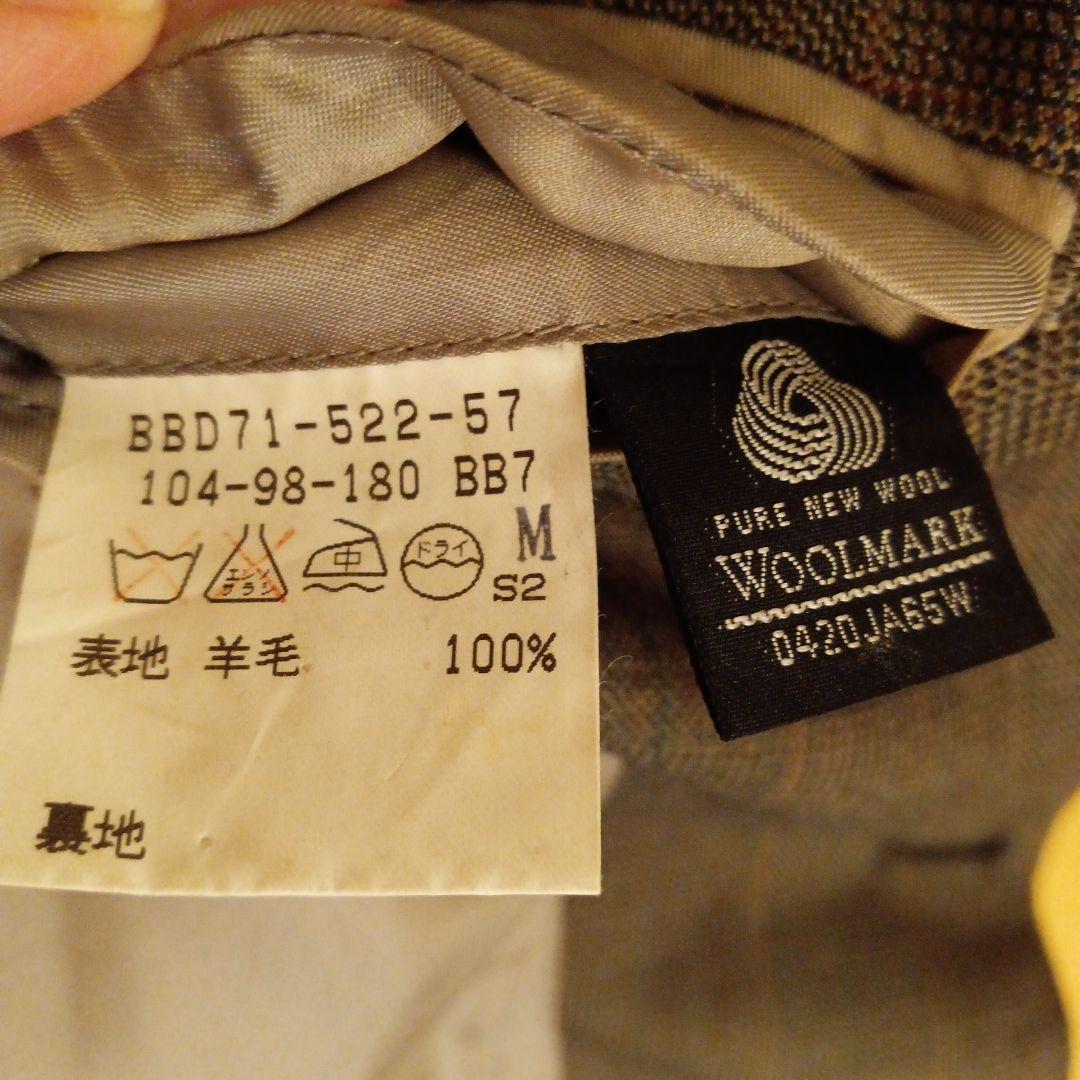 BBD71-522-57
104-98-180 BB7
エンソ
サラシ
中
ドライ
M
S2
表地 羊毛 100%
裏地
PURE NEW WOOL
WOOLMARK
0420JA65W